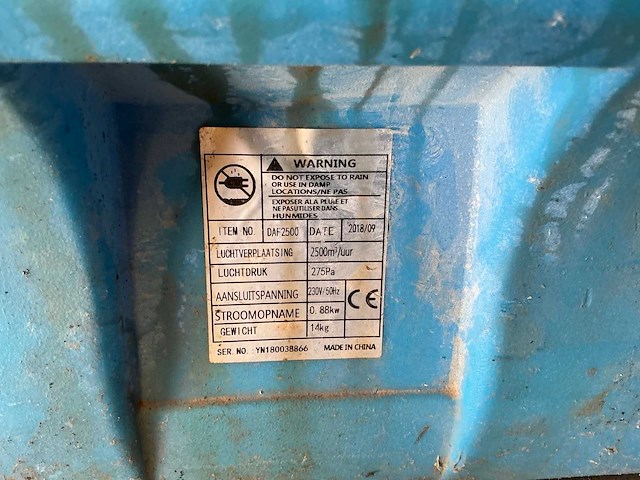 WARNING
DO NOT EXPOSE TO RAIN
OR USE IN DAMP
LOCATIONS/NE PAS
EXPOSER ALA PLUIE ET
NE PASUTILISER DANS
HUNMIDES
ITEM NO. DAF2500 DATE 2018/09
LUCHTVERPLAATSING 2500m³/uur
LUCHTDRUK 275Pa
AANSLUITSPANNING 230V/50Hz CE
STROOMOPNAME 0.88kw
GEWICHT 14kg
SER. NO. YN180038866 MADE IN CHINA